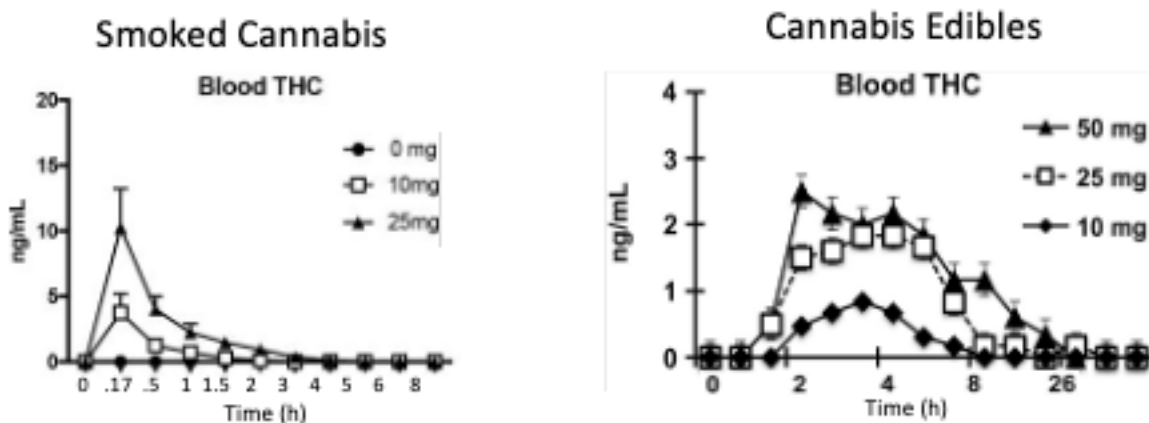 Smoked Cannabis
Blood THC
20
15
10
5
0
ng/mL
0 mg
10mg
25mg
0 .17 .5 1 1.5 2 3 4 5 6 8
Time (h)
Cannabis Edibles
Blood THC
4
3
2
1
0
ng/mL
50 mg
25 mg
10 mg
0 2 4 8 26
Time (h)